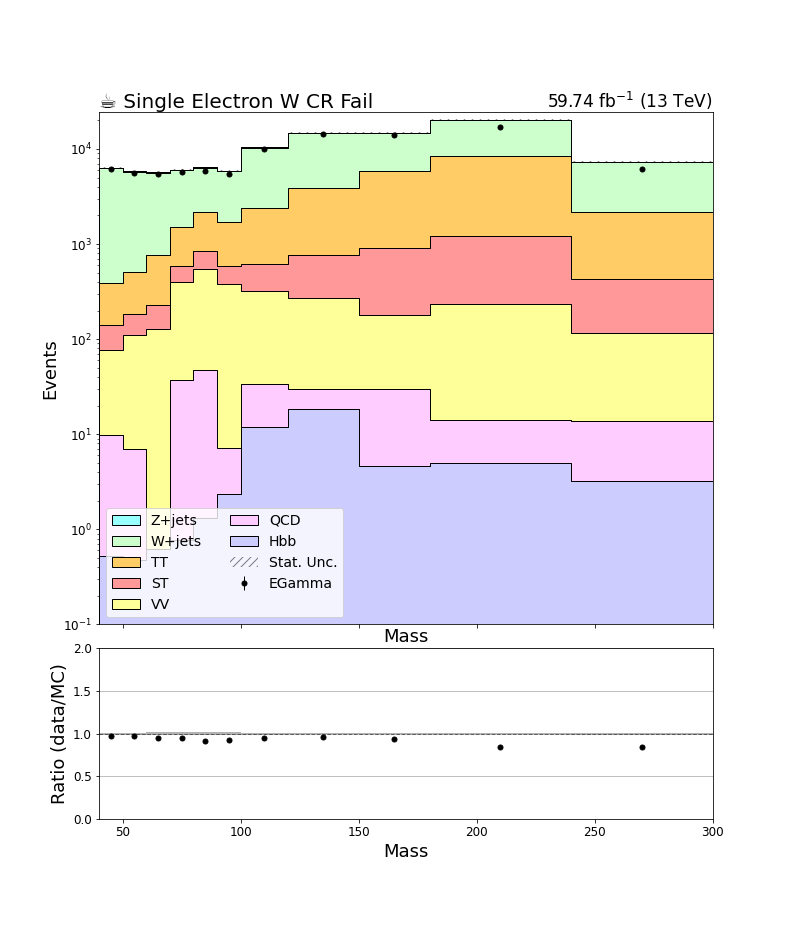 ☕ Single Electron W CR Fail 59.74 fb⁻¹ (13 TeV)
10⁴
10³
10²
10¹
10⁰
10⁻¹
Events
Z+jets QCD
W+jets Hbb
TT Stat. Unc.
ST EGamma
VV
Mass
2.0
1.5
1.0
0.5
0.0
Ratio (data/MC)
50 100 150 200 250 300
Mass